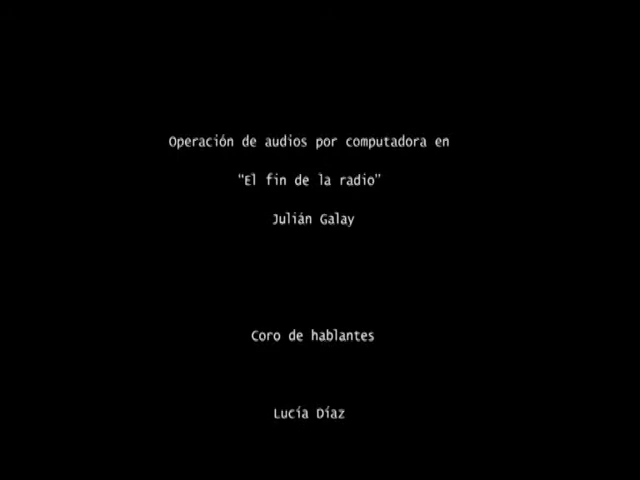 Operación de audios por computadora en
"El fin de la radio"
Julián Galay
Coro de hablantes
Lucía Díaz